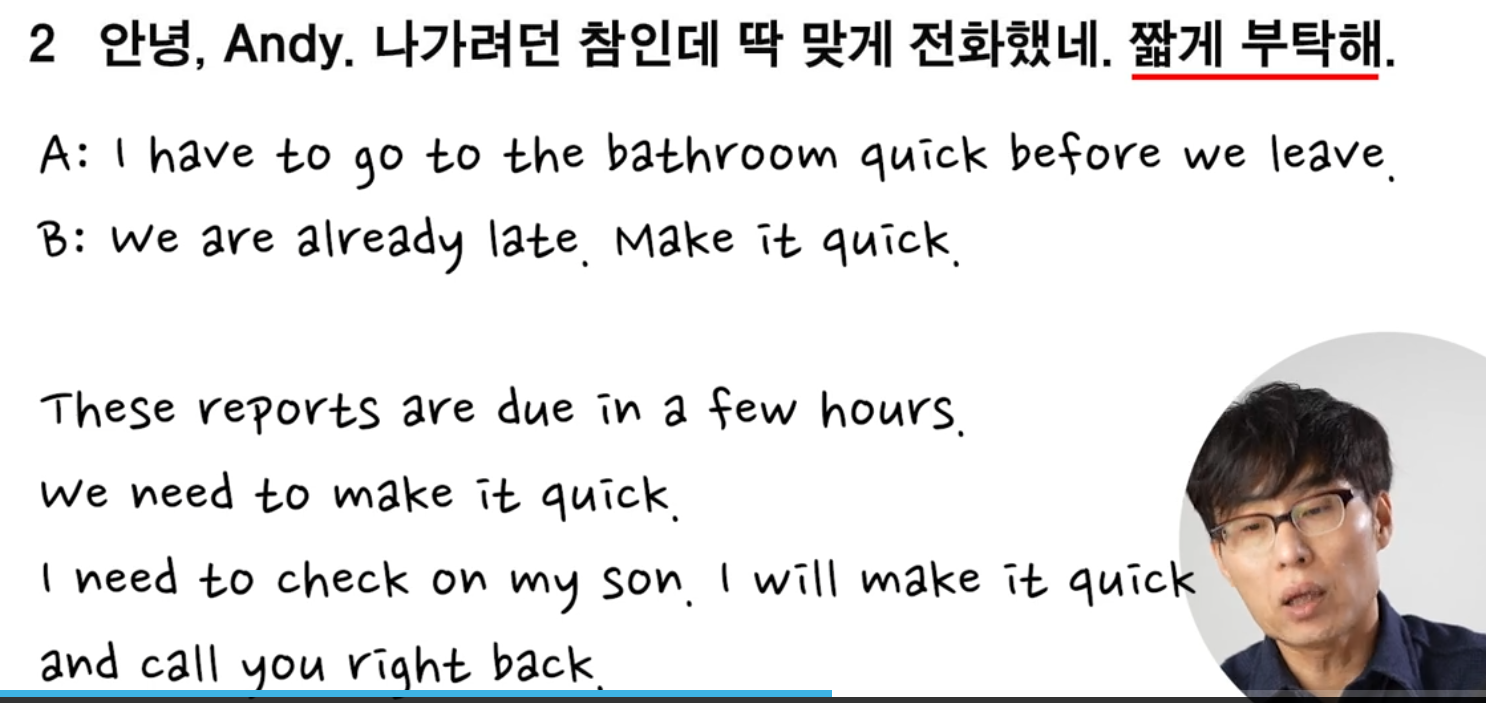 2 안녕, Andy. 나가려던 참인데 딱 맞게 전화했네. 짧게 부탁해.
A: I have to go to the bathroom quick before we leave.
B: We are already late. Make it quick.
These reports are due in a few hours.
We need to make it quick.
I need to check on my son. I will make it quick
and call you right back.